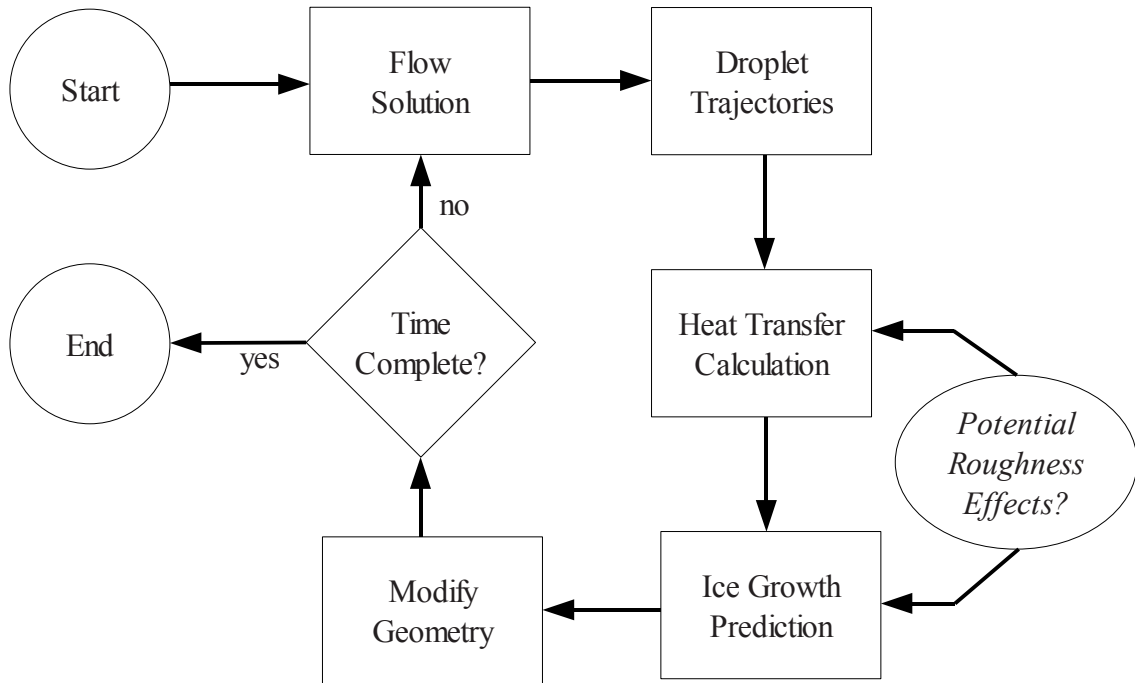 Start
Flow
Solution
Droplet
Trajectories
no
End
yes
Time
Complete?
Heat Transfer
Calculation
Potential
Roughness
Effects?
Modify
Geometry
Ice Growth
Prediction